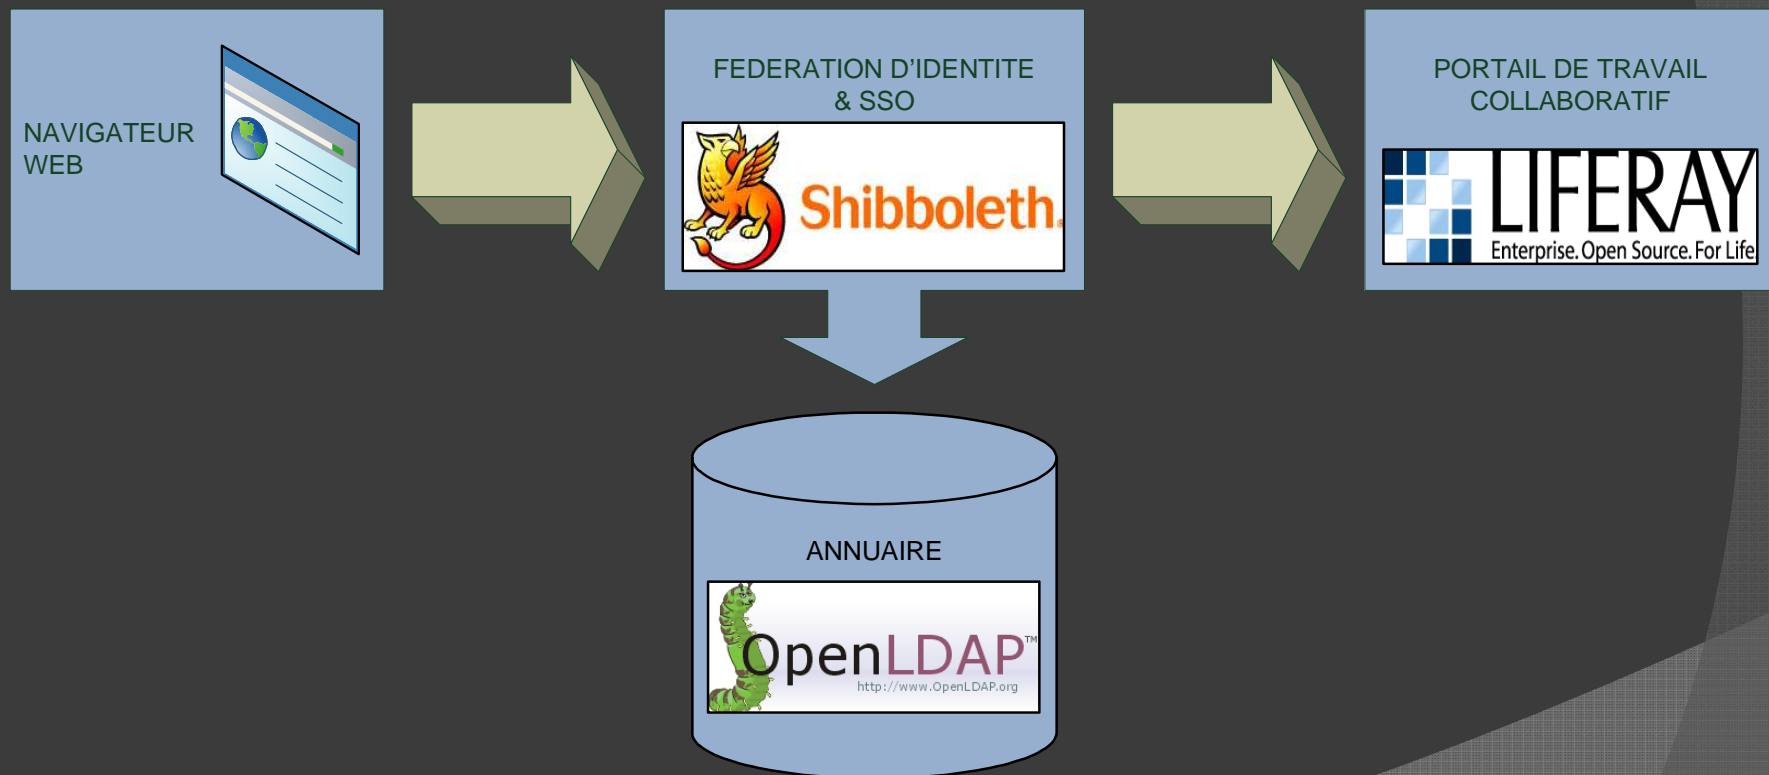 NAVIGATEUR
WEB
FEDERATION D'IDENTITE
& SSO
Shibboleth.
PORTAIL DE TRAVAIL
COLLABORATIF
LIFERAY
Enterprise. Open Source. For Life
ANNUAIRE
OpenLDAP™
http://www.OpenLDAP.org